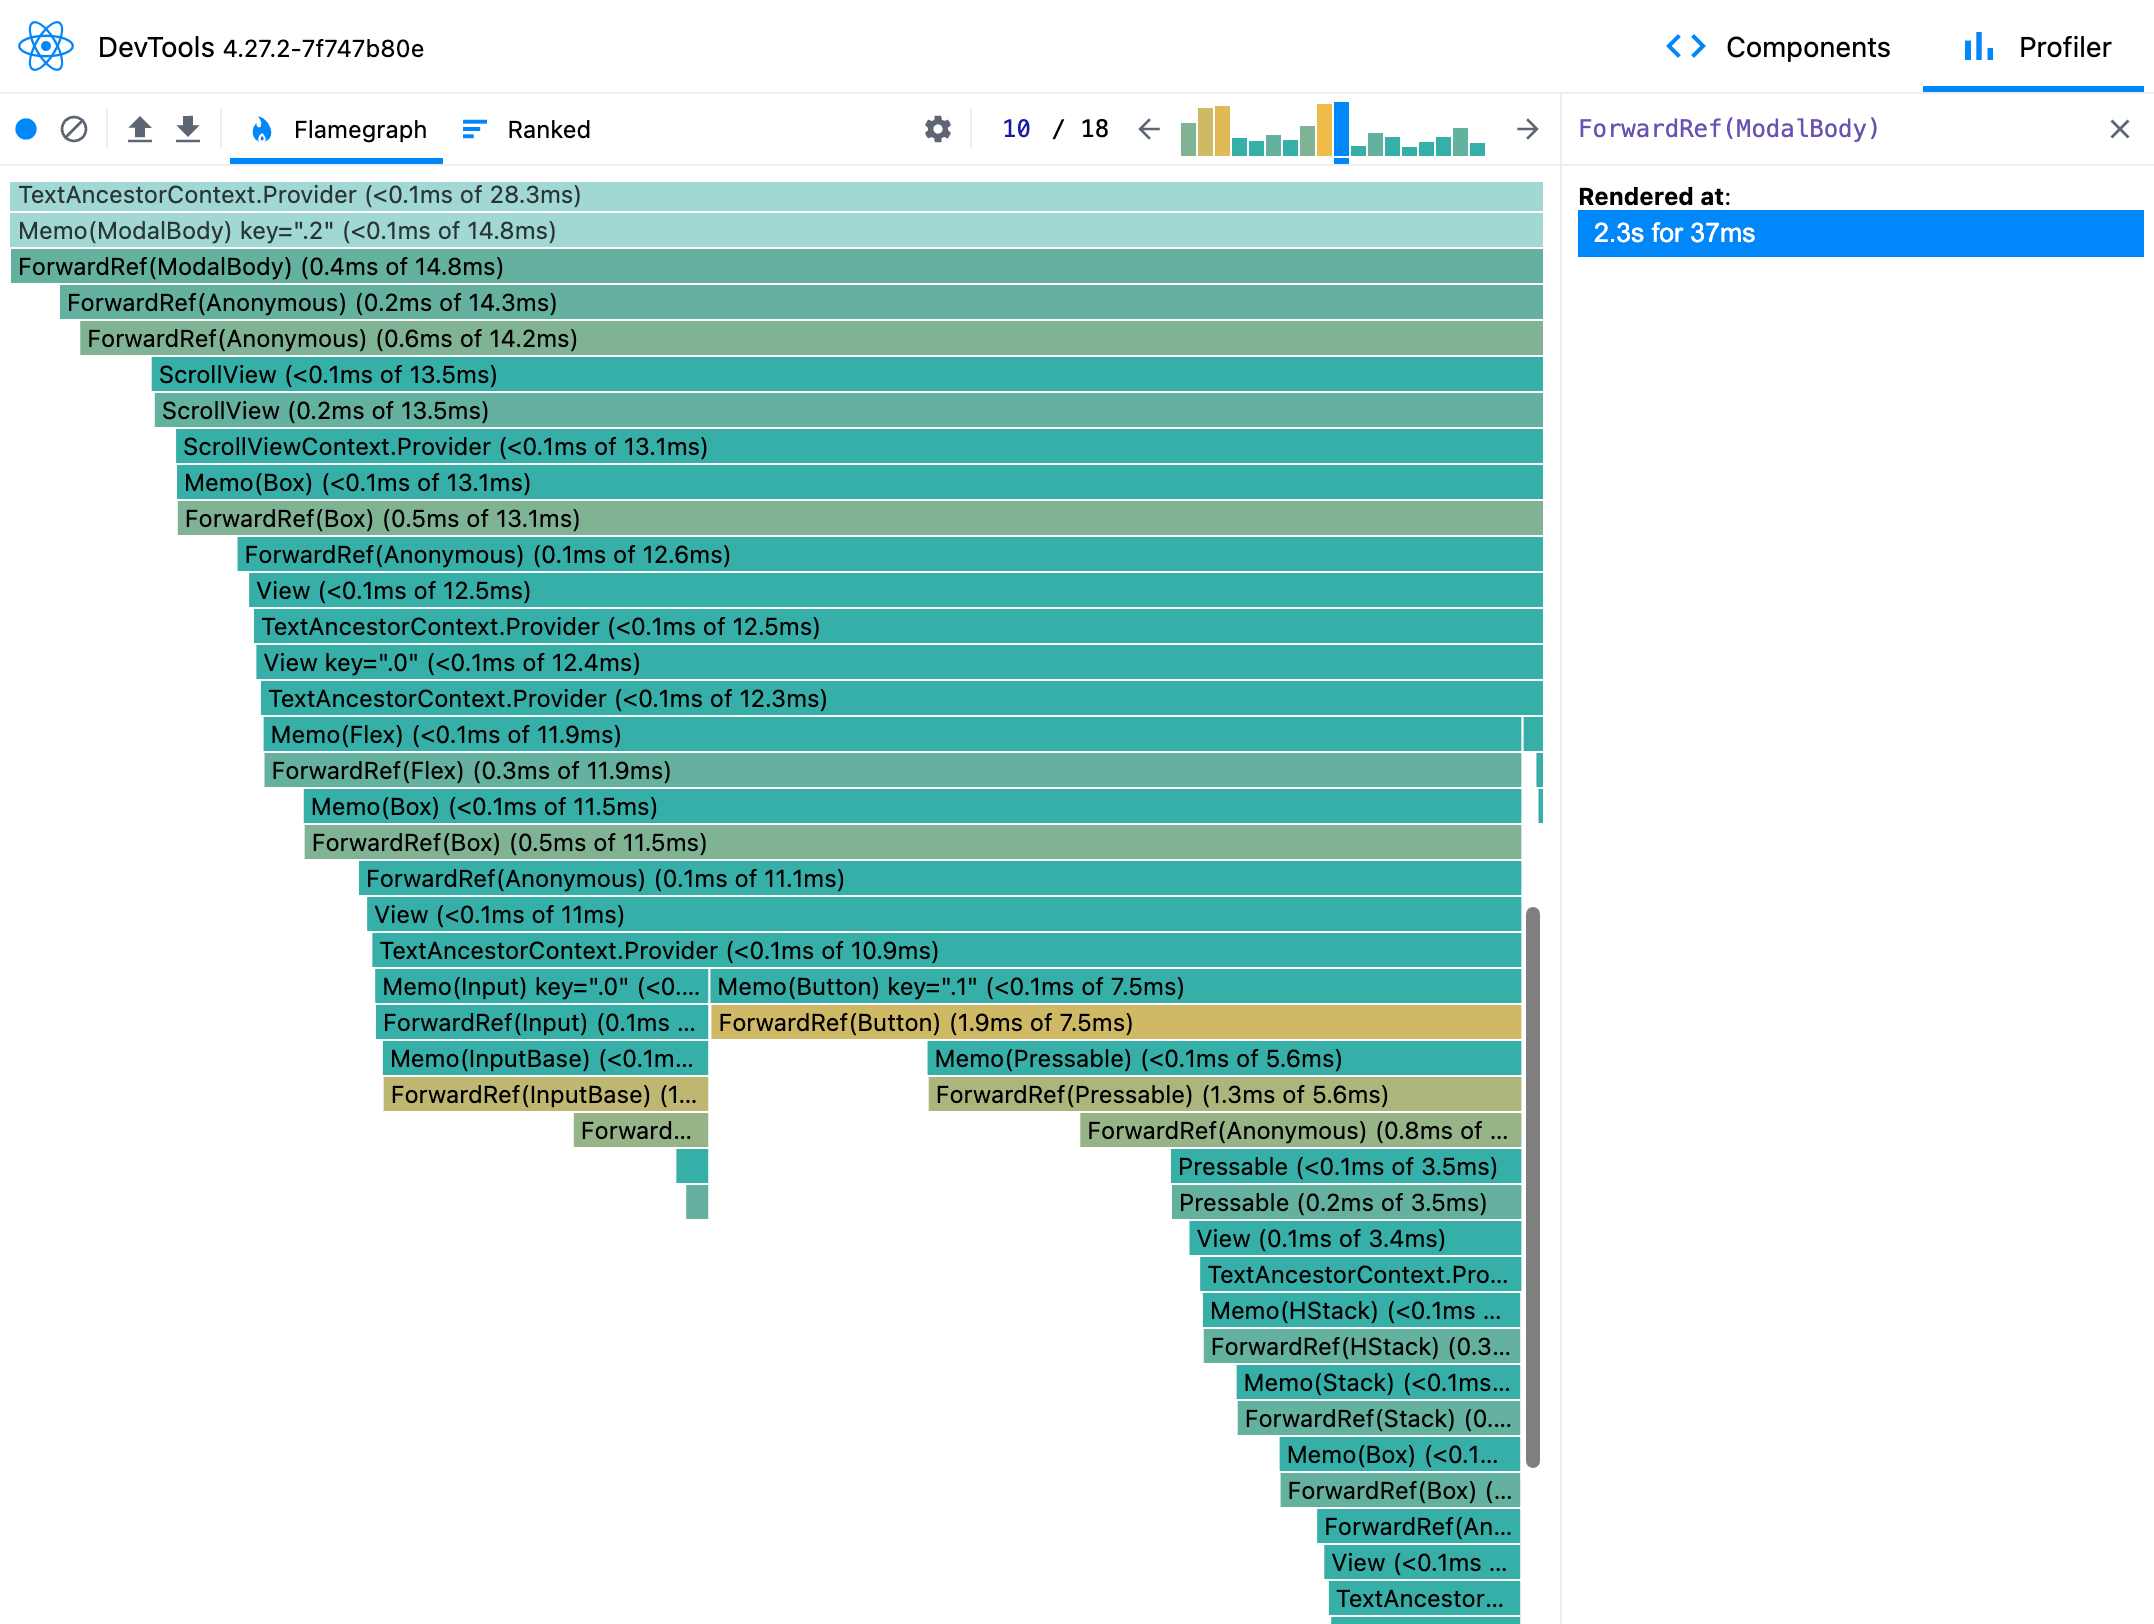 DevTools 4.27.2-7f747b80e
Components
Profiler
Flamegraph
Ranked
10 / 18
ForwardRef(ModalBody)
Rendered at:
2.3s for 37ms
TextAncestorContext.Provider (<0.1ms of 28.3ms)
Memo(ModalBody) key=".2" (<0.1ms of 14.8ms)
ForwardRef(ModalBody) (0.4ms of 14.8ms)
ForwardRef(Anonymous) (0.2ms of 14.3ms)
ForwardRef(Anonymous) (0.6ms of 14.2ms)
ScrollView (<0.1ms of 13.5ms)
ScrollView (0.2ms of 13.5ms)
ScrollViewContext.Provider (<0.1ms of 13.1ms)
Memo(Box) (<0.1ms of 13.1ms)
ForwardRef(Box) (0.5ms of 13.1ms)
ForwardRef(Anonymous) (0.1ms of 12.6ms)
View (<0.1ms of 12.5ms)
TextAncestorContext.Provider (<0.1ms of 12.5ms)
View key=".0" (<0.1ms of 12.4ms)
TextAncestorContext.Provider (<0.1ms of 12.3ms)
Memo(Flex) (<0.1ms of 11.9ms)
ForwardRef(Flex) (0.3ms of 11.9ms)
Memo(Box) (<0.1ms of 11.5ms)
ForwardRef(Box) (0.5ms of 11.5ms)
ForwardRef(Anonymous) (0.1ms of 11.1ms)
View (<0.1ms of 11ms)
TextAncestorContext.Provider (<0.1ms of 10.9ms)
Memo(Input) key=".0" (<0.... Memo(Button) key=".1" (<0.1ms of 7.5ms)
ForwardRef(Input) (0.1ms ... ForwardRef(Button) (1.9ms of 7.5ms)
Memo(InputBase) (<0.1m... Memo(Pressable) (<0.1ms of 5.6ms)
ForwardRef(InputBase) (1... ForwardRef(Pressable) (1.3ms of 5.6ms)
Forward... ForwardRef(Anonymous) (0.8ms of ...
Pressable (<0.1ms of 3.5ms)
Pressable (0.2ms of 3.5ms)
View (0.1ms of 3.4ms)
TextAncestorContext.Pro...
Memo(HStack) (<0.1ms ...
ForwardRef(HStack) (0.3...
Memo(Stack) (<0.1ms...
ForwardRef(Stack) (0....
Memo(Box) (<0.1...
ForwardRef(Box) (...
ForwardRef(An...
View (<0.1ms ...
TextAncestor...